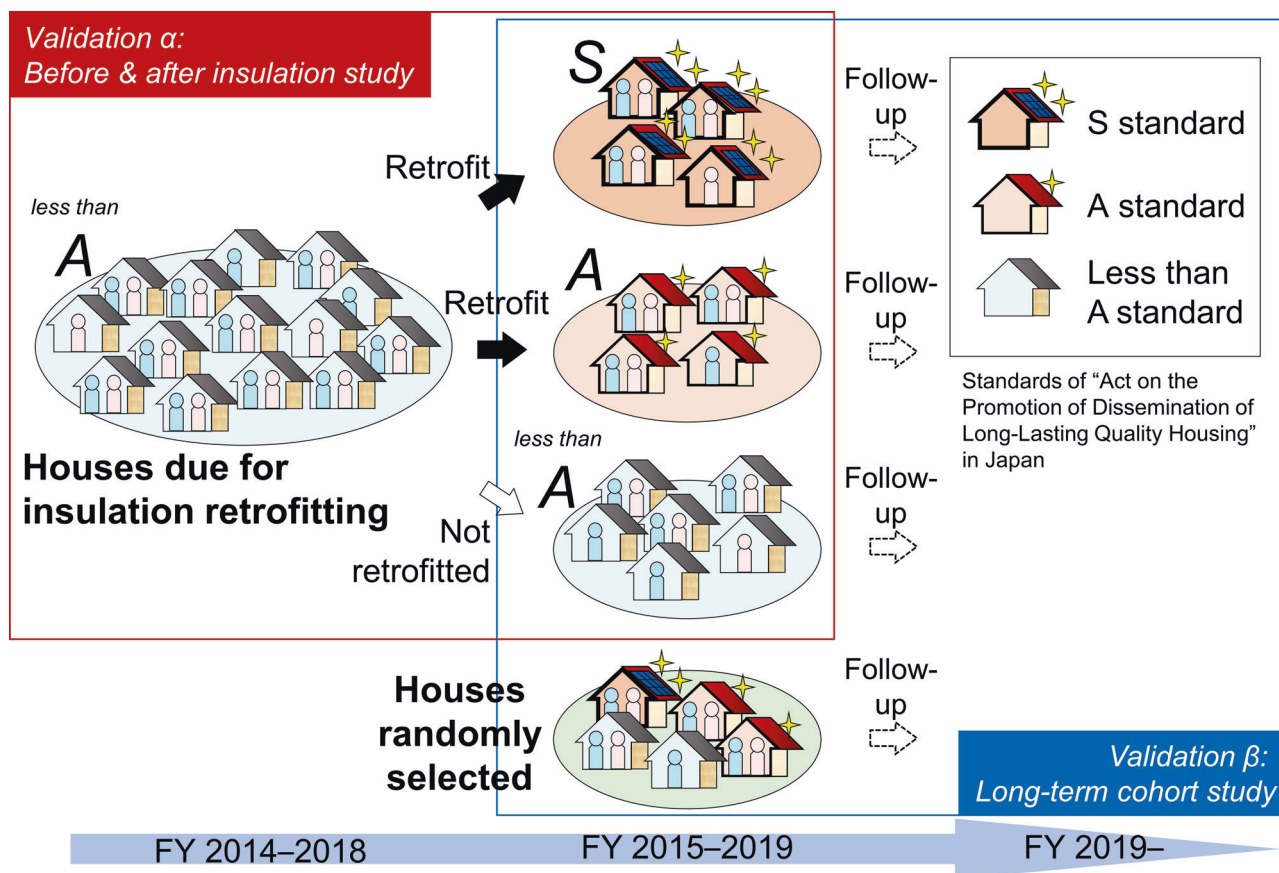 Validation α:
Before & after insulation study
less than
A
Houses due for
insulation retrofitting
Retrofit
S
Follow-
up
Retrofit
A
Follow-
up
Not
retrofitted
less than
A
Follow-
up
Houses
randomly
selected
Follow-
up
S standard
A standard
Less than
A standard
Standards of “Act on the
Promotion of Dissemination of
Long-Lasting Quality Housing”
in Japan
Validation β:
Long-term cohort study
FY 2014–2018
FY 2015–2019
FY 2019–